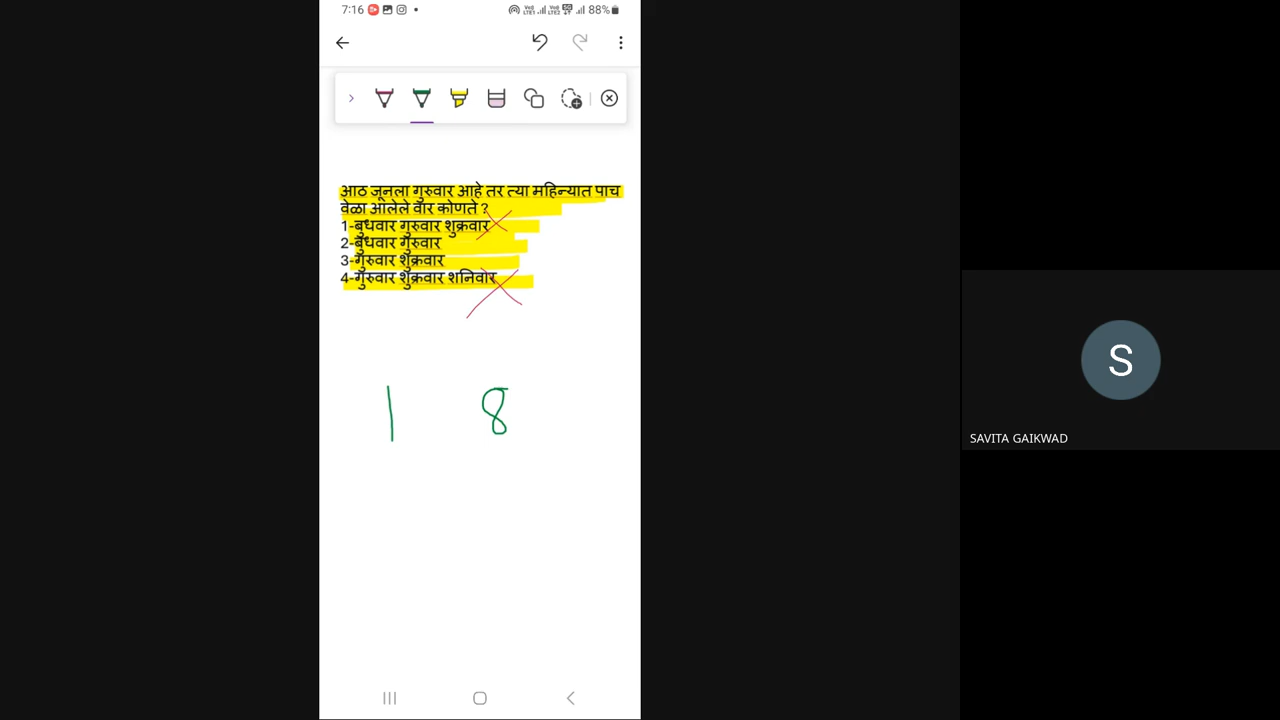 7:16 88%
आठ जूनला गुरुवार आहे तर त्या महिन्यात पाच
वेळा आलेले वार कोणते ?
1-बुधवार गुरुवार शुक्रवार
2-बुधवार गुरुवार
3-गुरुवार शुक्रवार
4-गुरुवार शुक्रवार शनिवार
1 8
S
SAVITA GAIKWAD